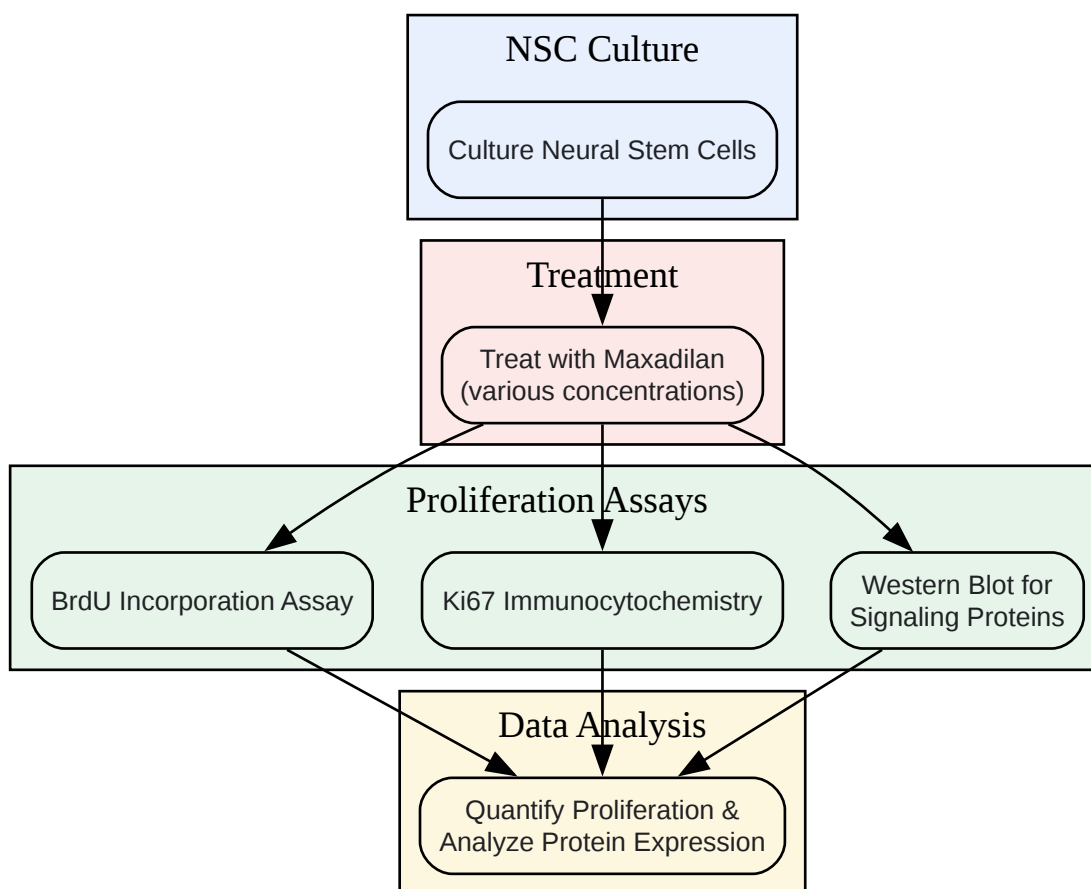 NSC Culture
Culture Neural Stem Cells
Treatment
Treat with Maxadilan
(various concentrations)
Proliferation Assays
BrdU Incorporation Assay
Ki67 Immunocytochemistry
Western Blot for
Signaling Proteins
Data Analysis
Quantify Proliferation &
Analyze Protein Expression